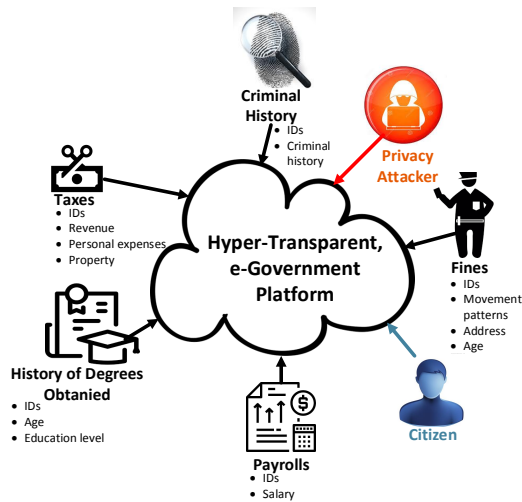 Criminal
History
• IDs
• Criminal
history
Privacy
Attacker
Taxes
• IDs
• Revenue
• Personal expenses
• Property
Hyper-Transparent,
e-Government
Platform
Fines
• IDs
• Movement
patterns
• Address
• Age
History of Degrees
Obtanied
• IDs
• Age
• Education level
Payrolls
• IDs
• Salary
Citizen